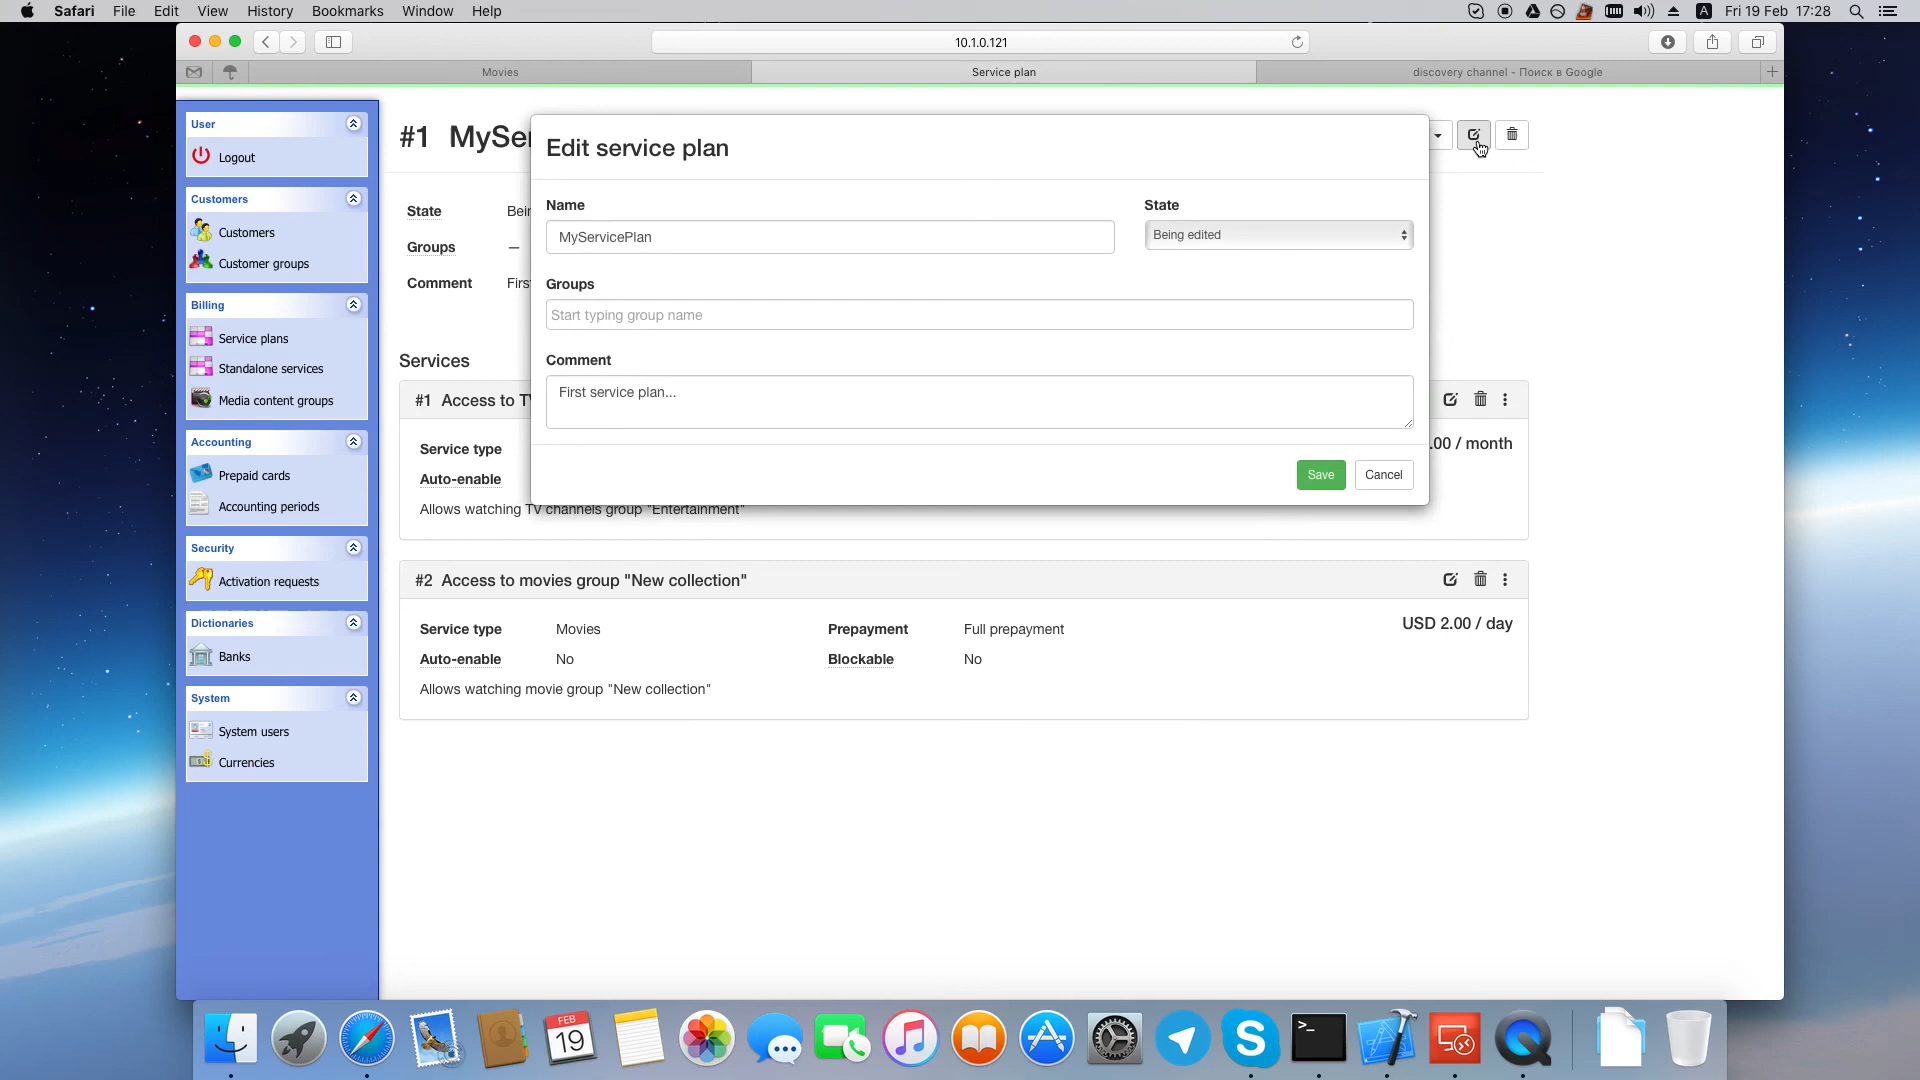 Safari File Edit View History Bookmarks Window Help
A Fri 19 Feb 17:28
10.1.0.121
Movies
Service plan
discovery channel - Поиск в Google
User
Logout
Customers
Customers
Customer groups
Billing
Service plans
Standalone services
Media content groups
Accounting
Prepaid cards
Accounting periods
Security
Activation requests
Dictionaries
Banks
System
System users
Currencies
#1 MySer
State Bein
Groups —
Comment Firs
Edit service plan
Name
MyServicePlan
State
Being edited
Groups
Start typing group name
Comment
First service plan...
Save Cancel
Services
#1 Access to TV
Service type
.00 / month
Auto-enable
Allows watching TV channels group "Entertainment"
#2 Access to movies group "New collection"
Service type Movies Prepayment Full prepayment USD 2.00 / day
Auto-enable No Blockable No
Allows watching movie group "New collection"
FEB
19